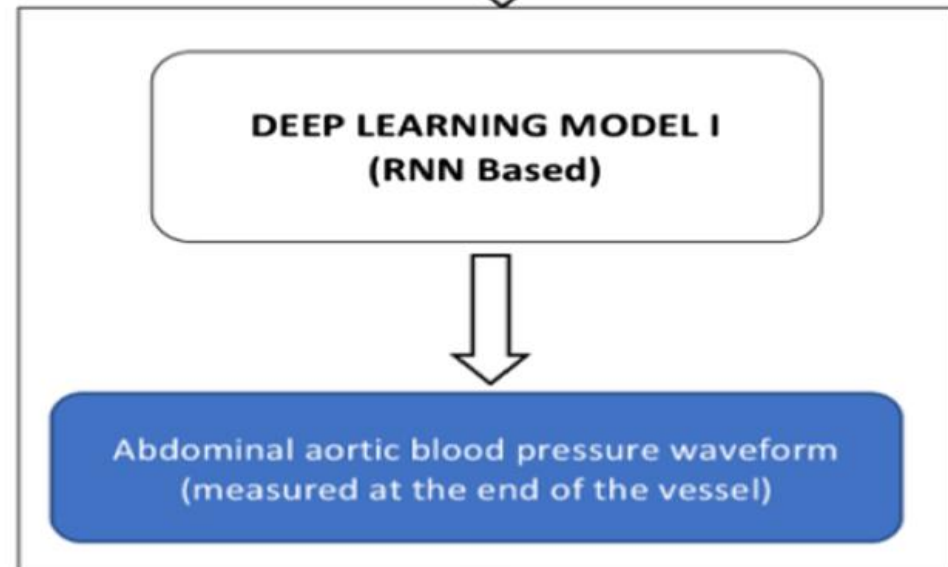 DEEP LEARNING MODEL I
(RNN Based)
Abdominal aortic blood pressure waveform
(measured at the end of the vessel)